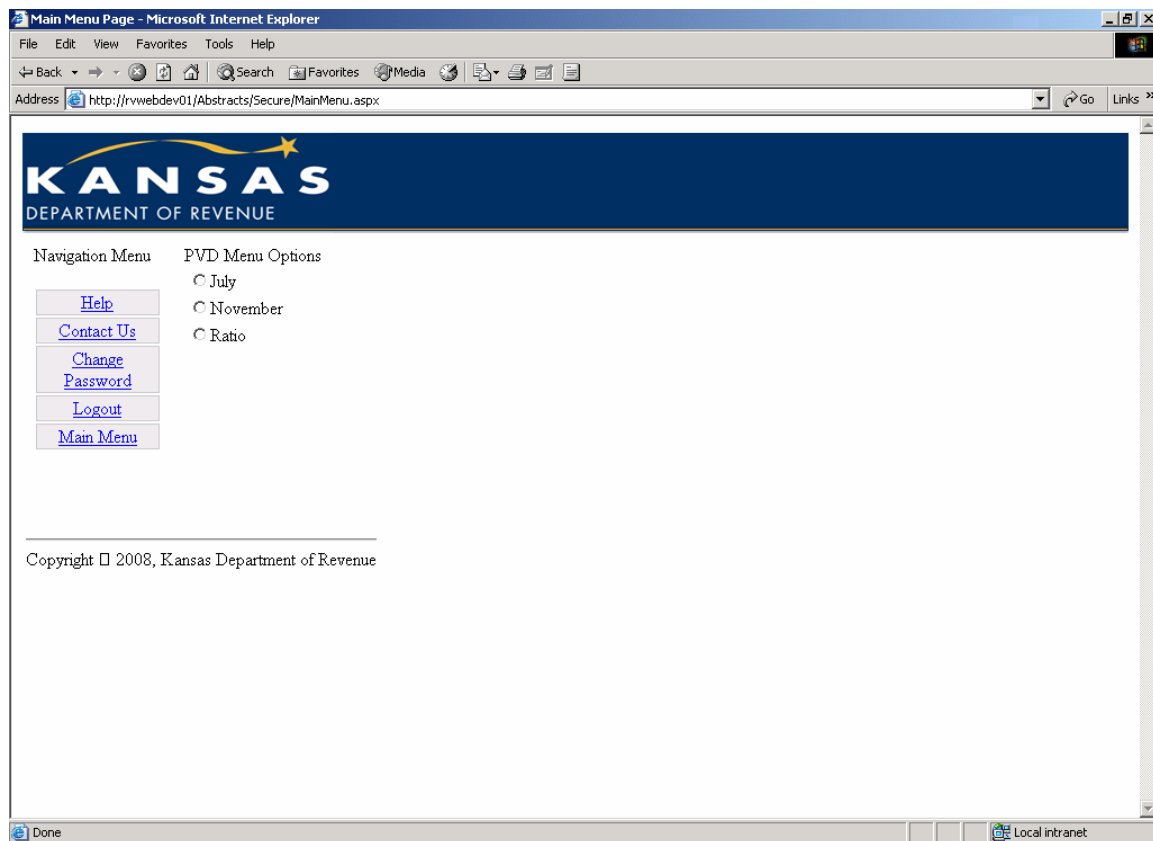 Main Menu Page - Microsoft Internet Explorer
File Edit View Favorites Tools Help
Back Search Favorites Media
Address http://rvwebdev01/Abstracts/Secure/MainMenu.aspx Go Links »
KANSAS
DEPARTMENT OF REVENUE
Navigation Menu
Help
Contact Us
Change
Password
Logout
Main Menu
PVD Menu Options
July
November
Ratio
Copyright □ 2008, Kansas Department of Revenue
Done Local intranet